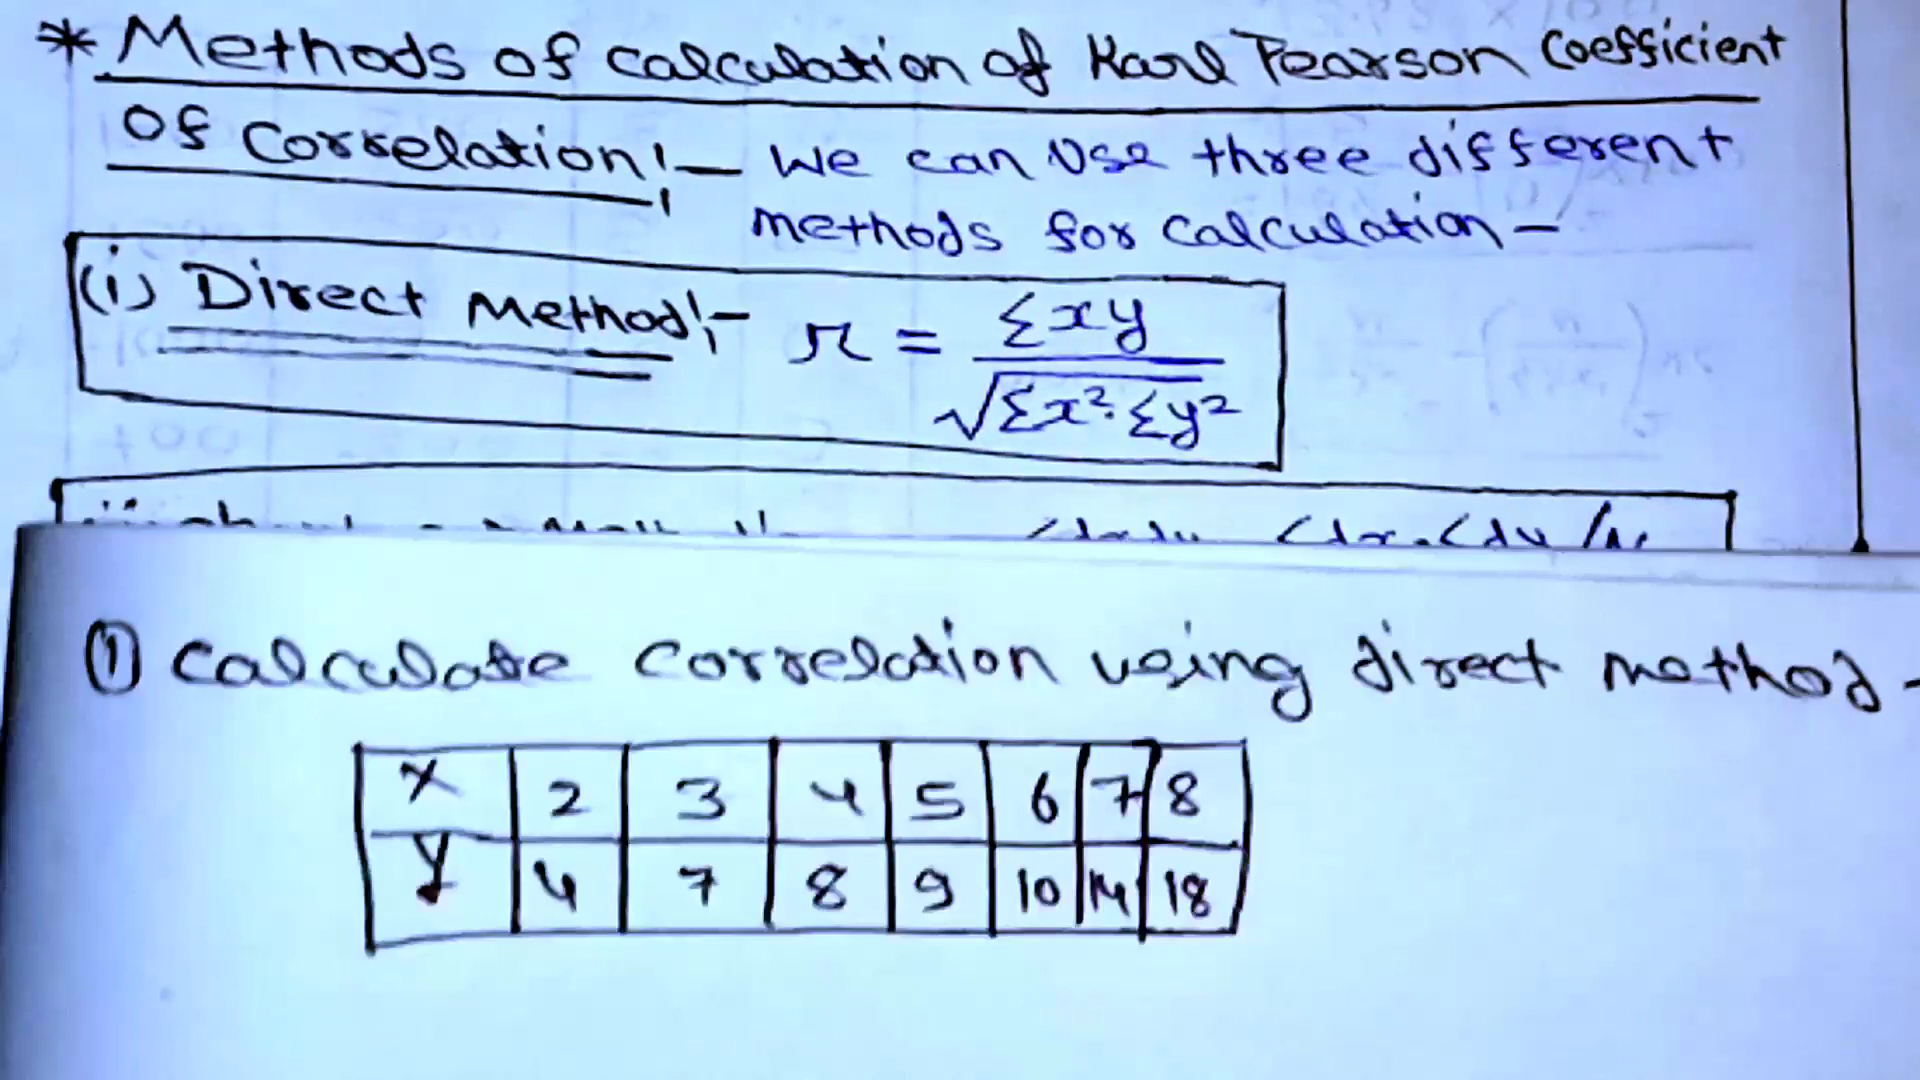 * Methods of calculation of Karl Pearson Coefficient
of Correlation:- We can Use three different
methods for calculation -
(i) Direct Method:- r = Σxy / √Σx².Σy²
① Calculate correlation using direct method -
X 2 3 4 5 6 7 8
Y 4 7 8 9 10 14 18